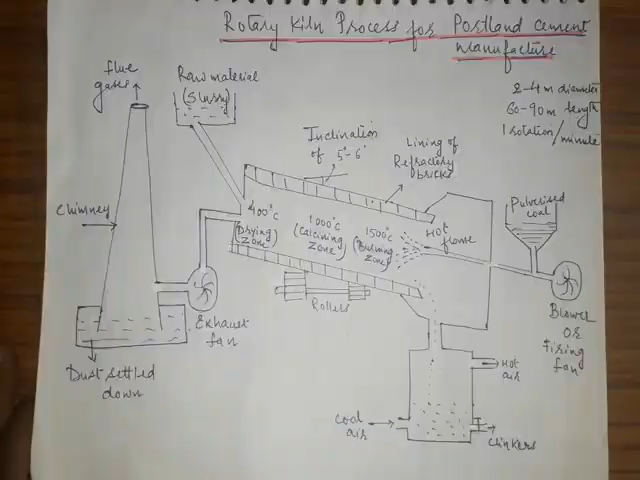 Rotary Kiln Process for Portland Cement
Manufacture
flue
gases
Raw material
(Slurry)
2-4 m diameter
60-90 m length
1 rotation/minute
Inclination
of 5°-6°
Lining of
Refractory
bricks
Chimney
400°C
(Drying
Zone)
1000°C
(Calcining
Zone)
1500°C
(Burning
Zone)
Hot
flame
Pulverised
coal
Rollers
Exhaust
fan
Blower
or
Firing
fan
Dust settled
down
Hot
air
Cool
air
Clinkers